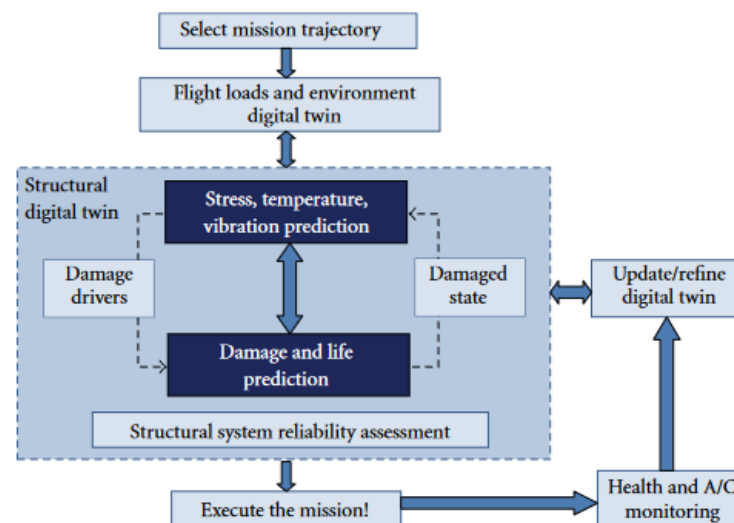 Select mission trajectory
Flight loads and environment
digital twin
Structural
digital twin
Stress, temperature,
vibration prediction
Damage
drivers
Damaged
state
Update/refine
digital twin
Damage and life
prediction
Structural system reliability assessment
Execute the mission!
Health and A/C
monitoring